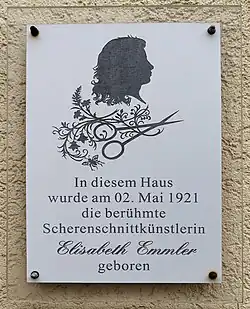 In diesem Haus
wurde am 02. Mai 1921
die berühmte
Scherenschnittkünstlerin
Elisabeth Emmler
geboren